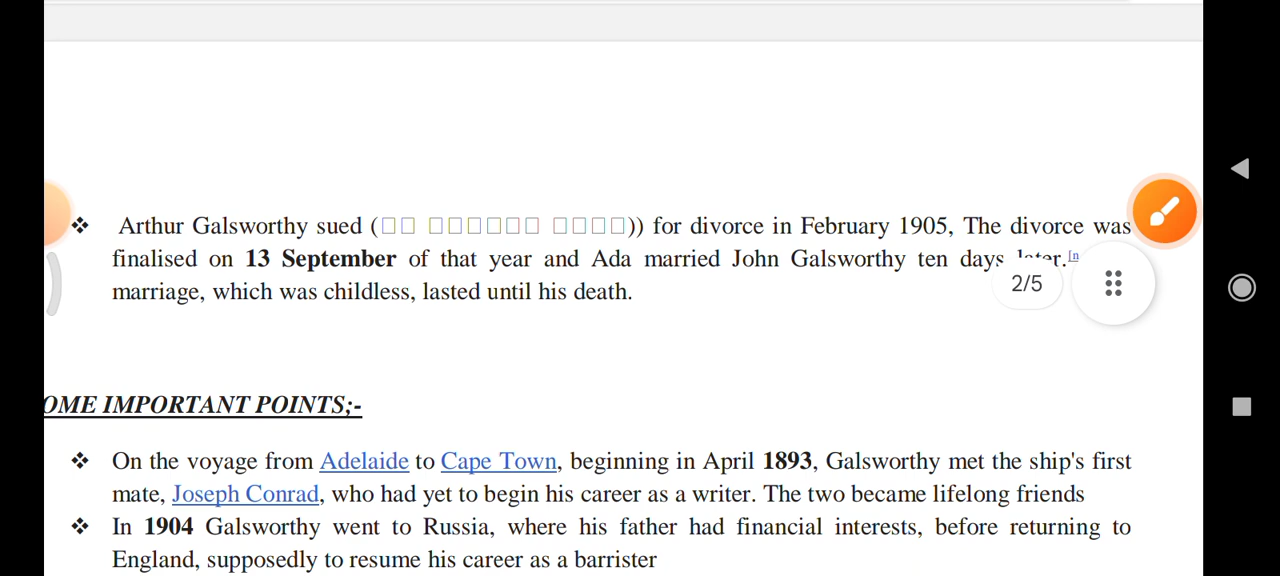 ❖ Arthur Galsworthy sued (□□ □□□□□□ □□□□)) for divorce in February 1905, The divorce was
finalised on 13 September of that year and Ada married John Galsworthy ten days later.[n
marriage, which was childless, lasted until his death.
2/5
OME IMPORTANT POINTS;-
❖ On the voyage from Adelaide to Cape Town, beginning in April 1893, Galsworthy met the ship's first
mate, Joseph Conrad, who had yet to begin his career as a writer. The two became lifelong friends
❖ In 1904 Galsworthy went to Russia, where his father had financial interests, before returning to
England, supposedly to resume his career as a barrister